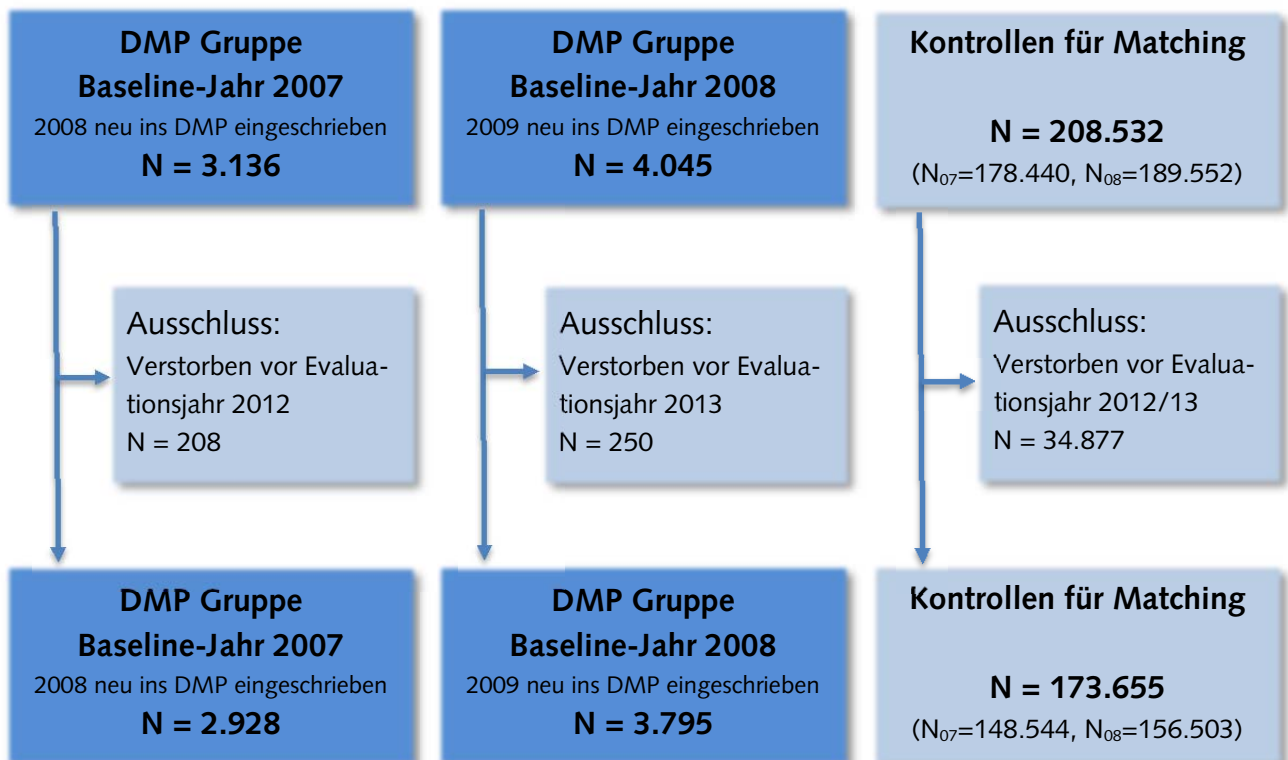 DMP Gruppe
Baseline-Jahr 2007
2008 neu ins DMP eingeschrieben
N = 3.136
DMP Gruppe
Baseline-Jahr 2008
2009 neu ins DMP eingeschrieben
N = 4.045
Kontrollen für Matching
N = 208.532
(N₀₇=178.440, N₀₈=189.552)
Ausschluss:
Verstorben vor Evalua-
tionsjahr 2012
N = 208
Ausschluss:
Verstorben vor Evalua-
tionsjahr 2013
N = 250
Ausschluss:
Verstorben vor Evalua-
tionsjahr 2012/13
N = 34.877
DMP Gruppe
Baseline-Jahr 2007
2008 neu ins DMP eingeschrieben
N = 2.928
DMP Gruppe
Baseline-Jahr 2008
2009 neu ins DMP eingeschrieben
N = 3.795
Kontrollen für Matching
N = 173.655
(N₀₇=148.544, N₀₈=156.503)